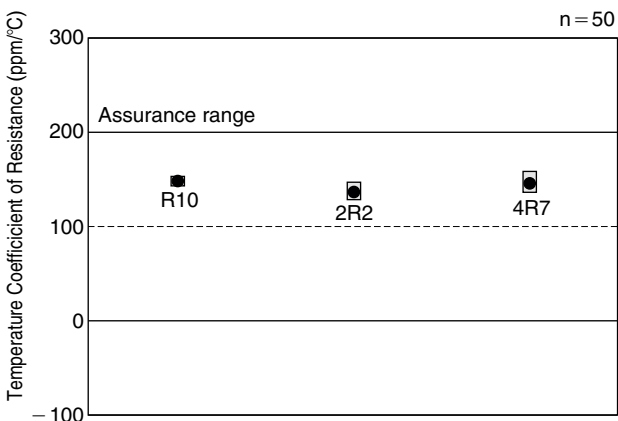 n=50
Temperature Coefficicient of Resistance (ppm/°C)
300
Assurance range
200
R10
2R2
4R7
100
0
−100